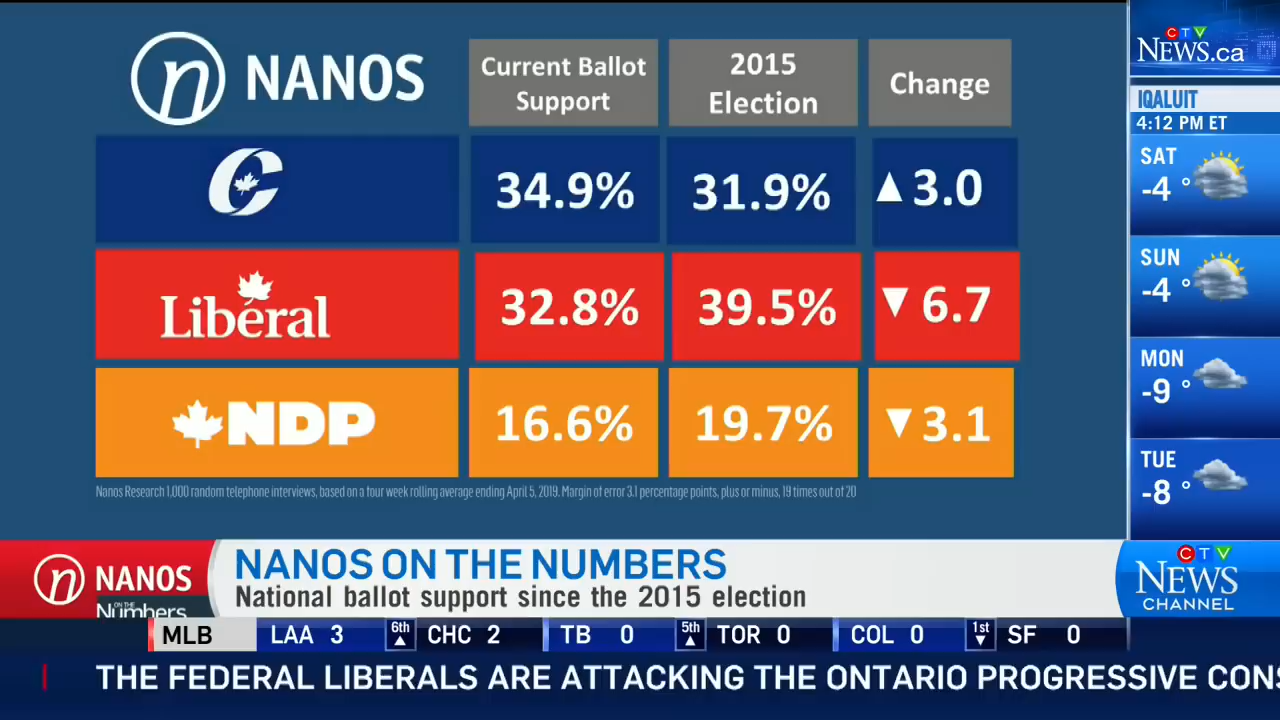 NANOS
Current Ballot Support
2015 Election
Change
34.9% 31.9% ▲ 3.0
Liberal 32.8% 39.5% ▼ 6.7
NDP 16.6% 19.7% ▼ 3.1
Nanos Research 1,000 random telephone interviews, based on a four week rolling average ending April 5, 2019. Margin of error 3.1 percentage points, plus or minus, 19 times out of 20
CTV
NEWS.ca
IQALUIT
4:12 PM ET
SAT
-4 °
SUN
-4 °
MON
-9 °
TUE
-8 °
NANOS
ON THE
Numbers
NANOS ON THE NUMBERS
National ballot support since the 2015 election
CTV
NEWS
CHANNEL
MLB LAA 3 6th ▲ CHC 2 TB 0 5th ▲ TOR 0 COL 0 1st ▼ SF 0
THE FEDERAL LIBERALS ARE ATTACKING THE ONTARIO PROGRESSIVE CONS